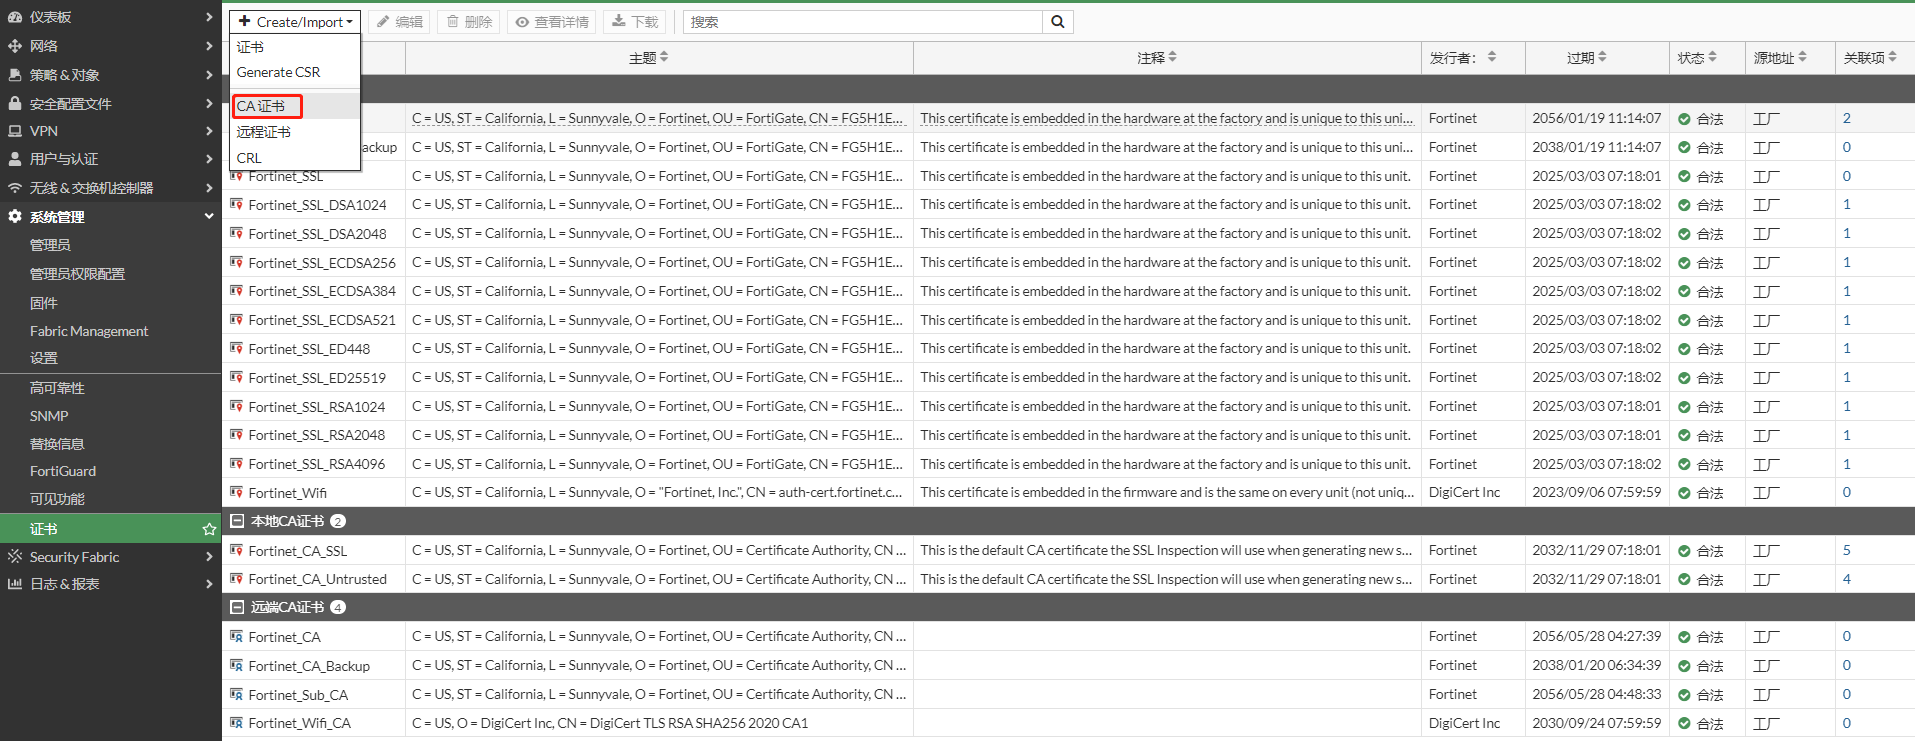 仪表板
网络
策略 & 对象
安全配置文件
VPN
用户与认证
无线 & 交换机控制器
系统管理
管理员
管理员权限配置
固件
Fabric Management
设置
高可靠性
SNMP
替换信息
FortiGuard
可见功能
证书
Security Fabric
日志 & 报表
Create/Import 编辑 删除 查看详情 下载 搜索
证书
Generate CSR
CA 证书
远程证书
CRL
主题 注释 发行者: 过期 状态 源地址 关联项
C = US, ST = California, L = Sunnyvale, O = Fortinet, OU = FortiGate, CN = FG5H1E... This certificate is embedded in the hardware at the factory and is unique to this uni... Fortinet 2056/01/19 11:14:07 合法 工厂 2
ackup C = US, ST = California, L = Sunnyvale, O = Fortinet, OU = FortiGate, CN = FG5H1E... This certificate is embedded in the hardware at the factory and is unique to this uni... Fortinet 2038/01/19 11:14:07 合法 工厂 0
Fortinet_SSL C = US, ST = California, L = Sunnyvale, O = Fortinet, OU = FortiGate, CN = FG5H1E... This certificate is embedded in the hardware at the factory and is unique to this unit. Fortinet 2025/03/03 07:18:01 合法 工厂 0
Fortinet_SSL_DSA1024 C = US, ST = California, L = Sunnyvale, O = Fortinet, OU = FortiGate, CN = FG5H1E... This certificate is embedded in the hardware at the factory and is unique to this unit. Fortinet 2025/03/03 07:18:02 合法 工厂 1
Fortinet_SSL_DSA2048 C = US, ST = California, L = Sunnyvale, O = Fortinet, OU = FortiGate, CN = FG5H1E... This certificate is embedded in the hardware at the factory and is unique to this unit. Fortinet 2025/03/03 07:18:02 合法 工厂 1
Fortinet_SSL_ECDSA256 C = US, ST = California, L = Sunnyvale, O = Fortinet, OU = FortiGate, CN = FG5H1E... This certificate is embedded in the hardware at the factory and is unique to this unit. Fortinet 2025/03/03 07:18:02 合法 工厂 1
Fortinet_SSL_ECDSA384 C = US, ST = California, L = Sunnyvale, O = Fortinet, OU = FortiGate, CN = FG5H1E... This certificate is embedded in the hardware at the factory and is unique to this unit. Fortinet 2025/03/03 07:18:02 合法 工厂 1
Fortinet_SSL_ECDSA521 C = US, ST = California, L = Sunnyvale, O = Fortinet, OU = FortiGate, CN = FG5H1E... This certificate is embedded in the hardware at the factory and is unique to this unit. Fortinet 2025/03/03 07:18:02 合法 工厂 1
Fortinet_SSL_ED448 C = US, ST = California, L = Sunnyvale, O = Fortinet, OU = FortiGate, CN = FG5H1E... This certificate is embedded in the hardware at the factory and is unique to this unit. Fortinet 2025/03/03 07:18:02 合法 工厂 1
Fortinet_SSL_ED25519 C = US, ST = California, L = Sunnyvale, O = Fortinet, OU = FortiGate, CN = FG5H1E... This certificate is embedded in the hardware at the factory and is unique to this unit. Fortinet 2025/03/03 07:18:02 合法 工厂 1
Fortinet_SSL_RSA1024 C = US, ST = California, L = Sunnyvale, O = Fortinet, OU = FortiGate, CN = FG5H1E... This certificate is embedded in the hardware at the factory and is unique to this unit. Fortinet 2025/03/03 07:18:01 合法 工厂 1
Fortinet_SSL_RSA2048 C = US, ST = California, L = Sunnyvale, O = Fortinet, OU = FortiGate, CN = FG5H1E... This certificate is embedded in the hardware at the factory and is unique to this unit. Fortinet 2025/03/03 07:18:01 合法 工厂 1
Fortinet_SSL_RSA4096 C = US, ST = California, L = Sunnyvale, O = Fortinet, OU = FortiGate, CN = FG5H1E... This certificate is embedded in the hardware at the factory and is unique to this unit. Fortinet 2025/03/03 07:18:02 合法 工厂 1
Fortinet_Wifi C = US, ST = California, L = Sunnyvale, O = "Fortinet, Inc.", CN = auth-cert.fortinet.c... This certificate is embedded in the firmware and is the same on every unit (not uniq... DigiCert Inc 2023/09/06 07:59:59 合法 工厂 0
本地CA证书 2
Fortinet_CA_SSL C = US, ST = California, L = Sunnyvale, O = Fortinet, OU = Certificate Authority, CN ... This is the default CA certificate the SSL Inspection will use when generating new s... Fortinet 2032/11/29 07:18:01 合法 工厂 5
Fortinet_CA_Untrusted C = US, ST = California, L = Sunnyvale, O = Fortinet, OU = Certificate Authority, CN ... This is the default CA certificate the SSL Inspection will use when generating new s... Fortinet 2032/11/29 07:18:01 合法 工厂 4
远端CA证书 4
Fortinet_CA C = US, ST = California, L = Sunnyvale, O = Fortinet, OU = Certificate Authority, CN ... Fortinet 2056/05/28 04:27:39 合法 工厂 0
Fortinet_CA_Backup C = US, ST = California, L = Sunnyvale, O = Fortinet, OU = Certificate Authority, CN ... Fortinet 2038/01/20 06:34:39 合法 工厂 0
Fortinet_Sub_CA C = US, ST = California, L = Sunnyvale, O = Fortinet, OU = Certificate Authority, CN ... Fortinet 2056/05/28 04:48:33 合法 工厂 0
Fortinet_Wifi_CA C = US, O = DigiCert Inc, CN = DigiCert TLS RSA SHA256 2020 CA1 DigiCert Inc 2030/09/24 07:59:59 合法 工厂 0